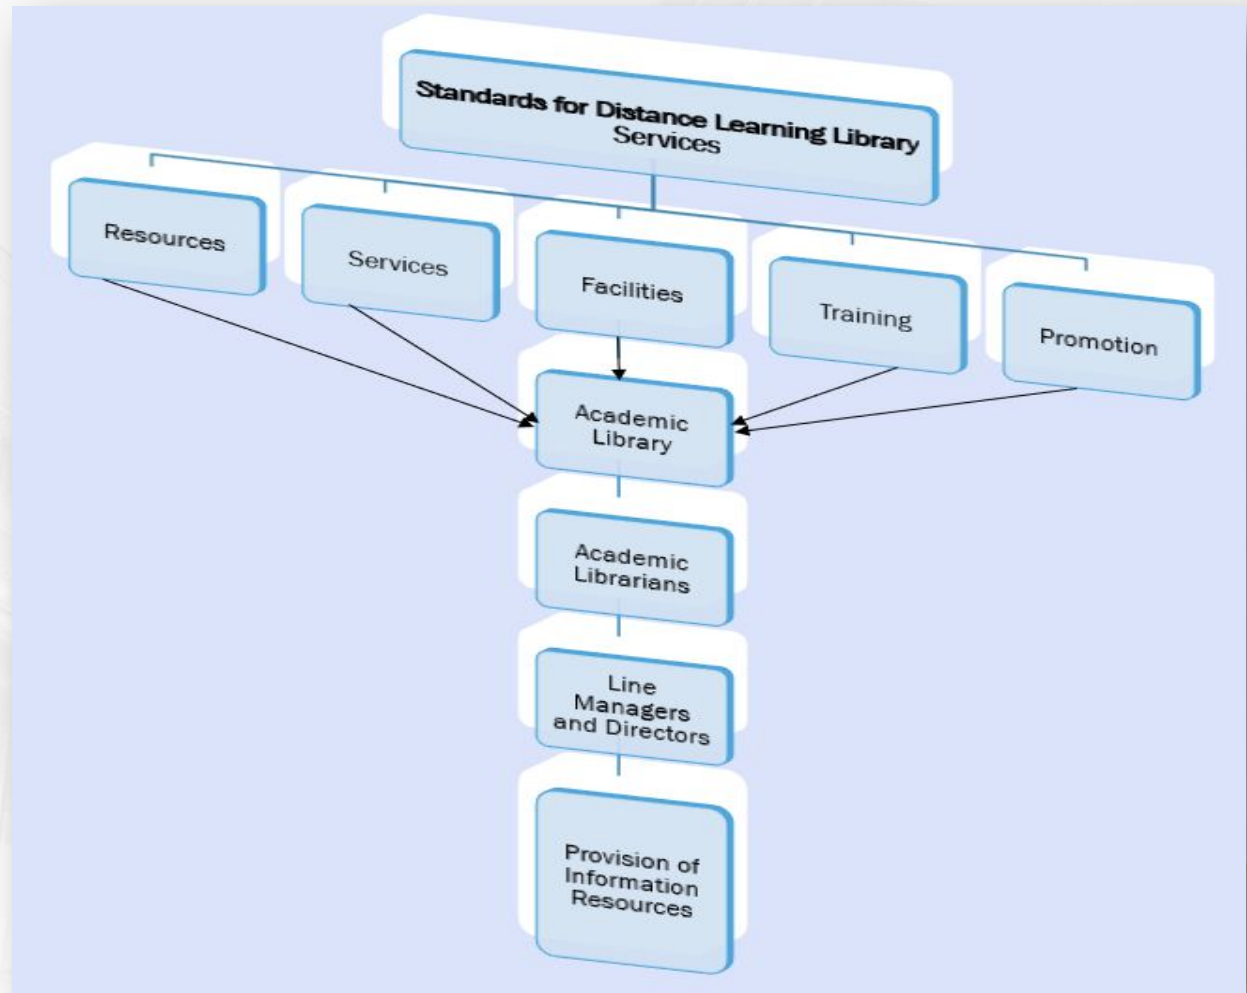 Standards for Distance Learning Library
Services
Resources
Services
Facilities
Training
Promotion
Academic
Library
Academic
Librarians
Line
Managers
and Directors
Provision of
Information
Resources